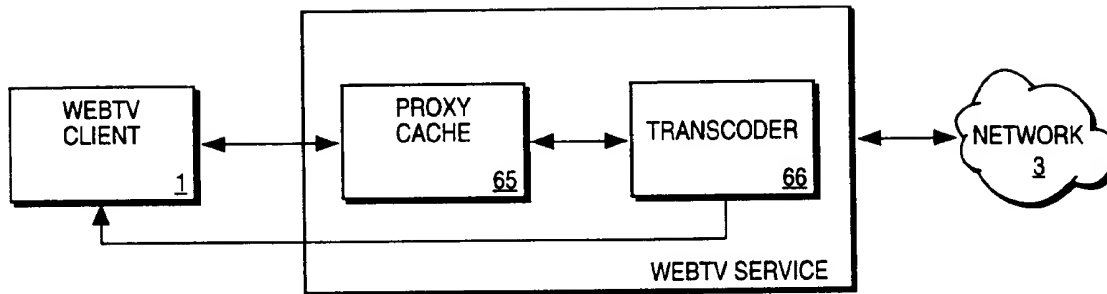 WEBTV
CLIENT
1
PROXY
CACHE
65
TRANSCODER
66
NETWORK
3
WEBTV SERVICE